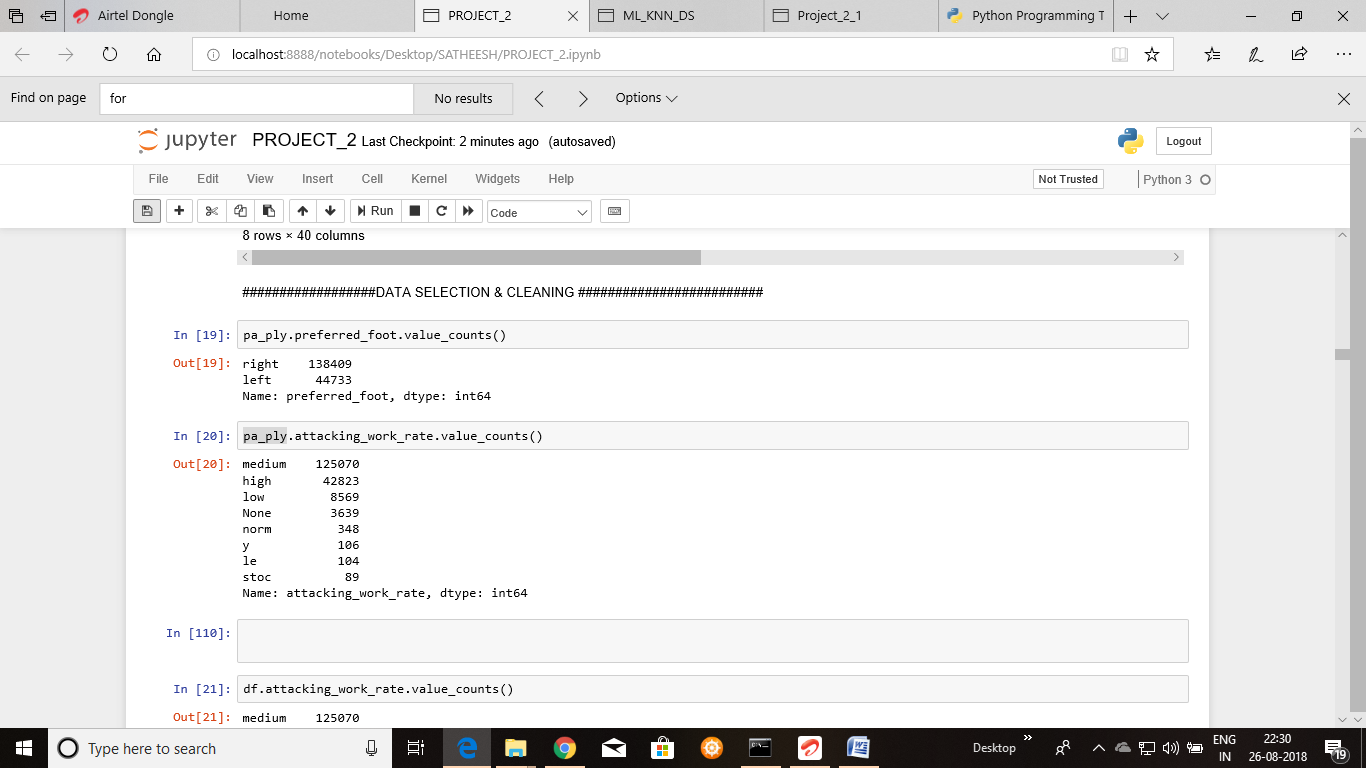 Airtel Dongle
Home
PROJECT_2
ML_KNN_DS
Project_2_1
Python Programming T
localhost:8888/notebooks/Desktop/SATHEESH/PROJECT_2.ipynb
Find on page
for
No results
Options
jupyter PROJECT_2 Last Checkpoint: 2 minutes ago (autosaved)
Logout
File Edit View Insert Cell Kernel Widgets Help
Not Trusted
Python 3
Run
Code
8 rows × 40 columns
##################DATA SELECTION & CLEANING #########################
In [19]: pa_ply.preferred_foot.value_counts()
Out[19]: right 138409
left 44733
Name: preferred_foot, dtype: int64
In [20]: pa_ply.attacking_work_rate.value_counts()
Out[20]: medium 125070
high 42823
low 8569
None 3639
norm 348
y 106
le 104
stoc 89
Name: attacking_work_rate, dtype: int64
In [110]:
In [21]: df.attacking_work_rate.value_counts()
Out[21]: medium 125070
Type here to search
Desktop
ENG
IN
22:30
26-08-2018
19